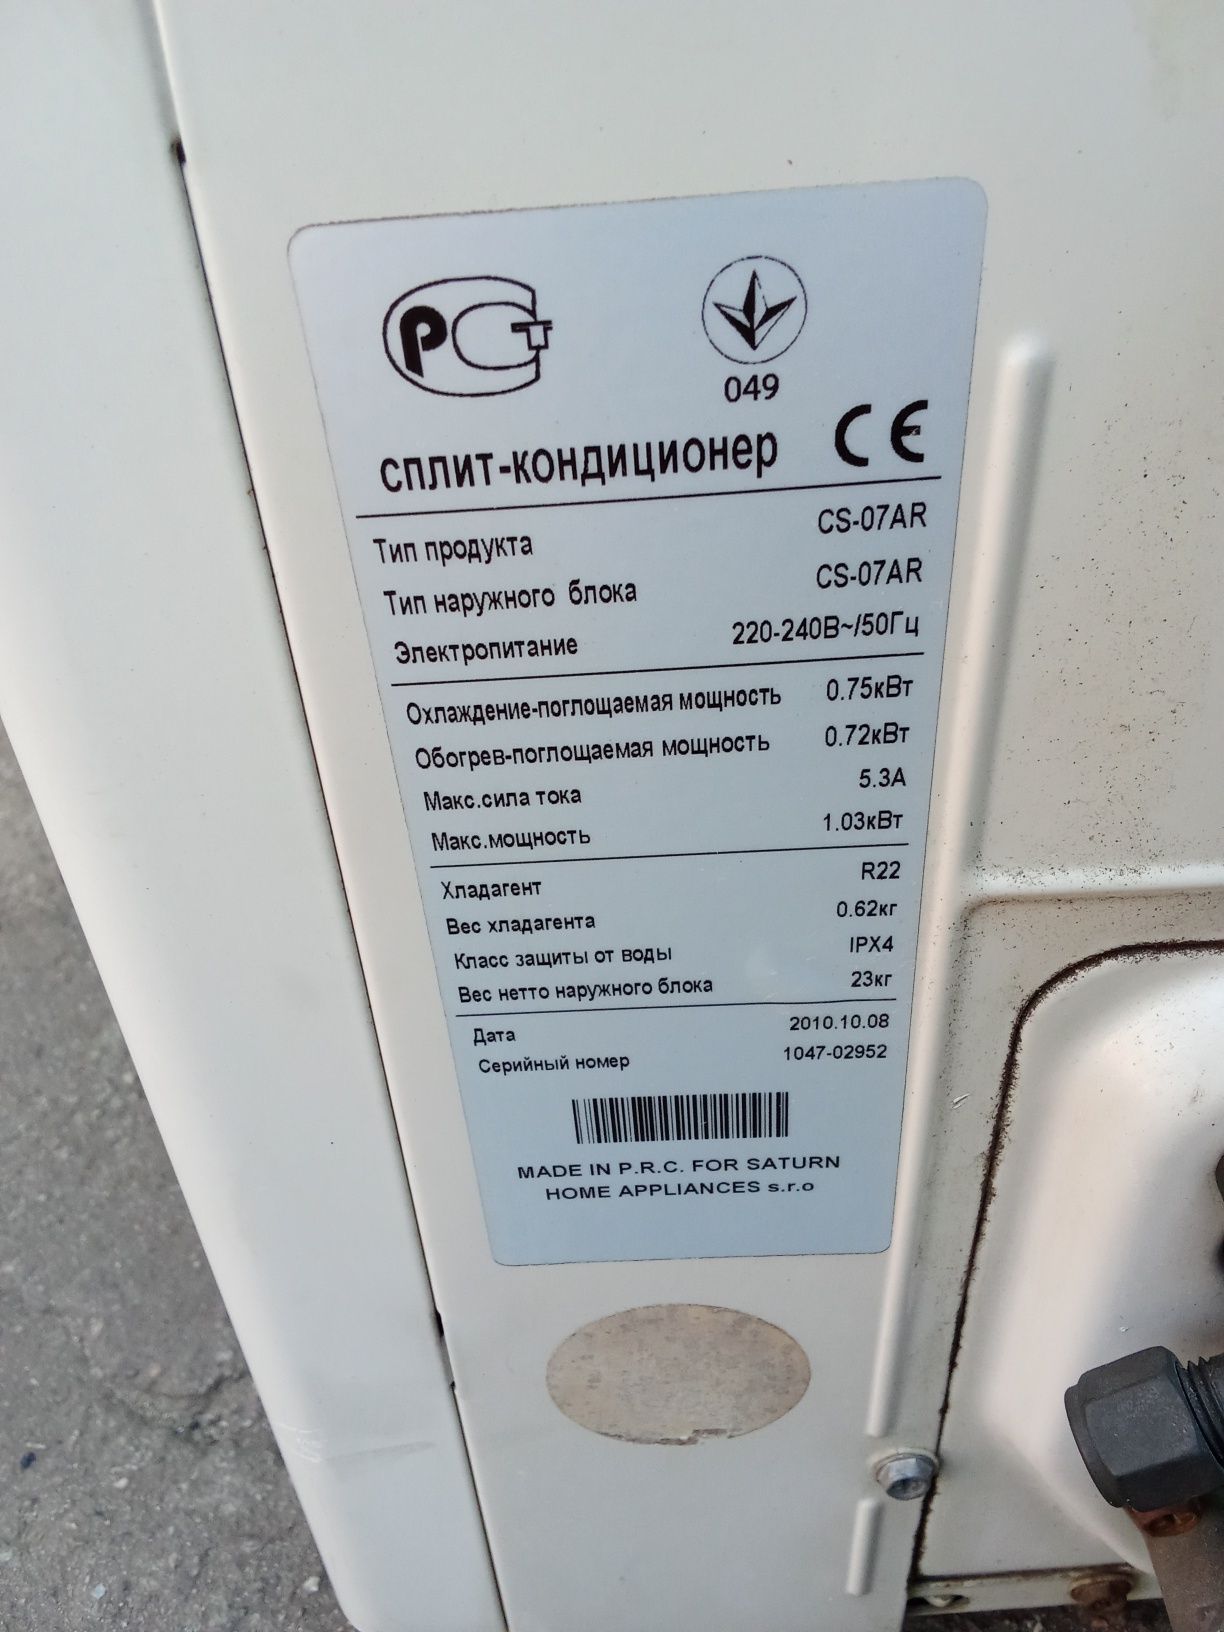 РСТ
049
сплит-кондиционер CE
Тип продукта CS-07AR
Тип наружного блока CS-07AR
Электропитание 220-240В~/50Гц
Охлаждение-поглощаемая мощность 0.75кВт
Обогрев-поглощаемая мощность 0.72кВт
Макс.сила тока 5.3А
Макс.мощность 1.03кВт
Хладагент R22
Вес хладагента 0.62кг
Класс защиты от воды IPX4
Вес нетто наружного блока 23кг
Дата 2010.10.08
Серийный номер 1047-02952
MADE IN P.R.C. FOR SATURN
HOME APPLIANCES s.r.o